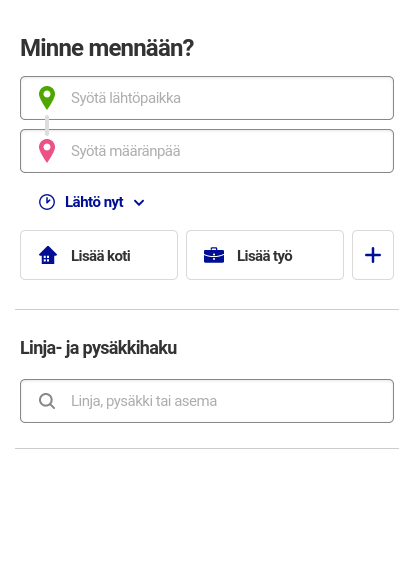 Minne mennään?
Syötä lähtöpaikka
Syötä määränpää
Lähtö nyt
Lisää koti
Lisää työ
Linja- ja pysäkkihaku
Linja, pysäkki tai asema